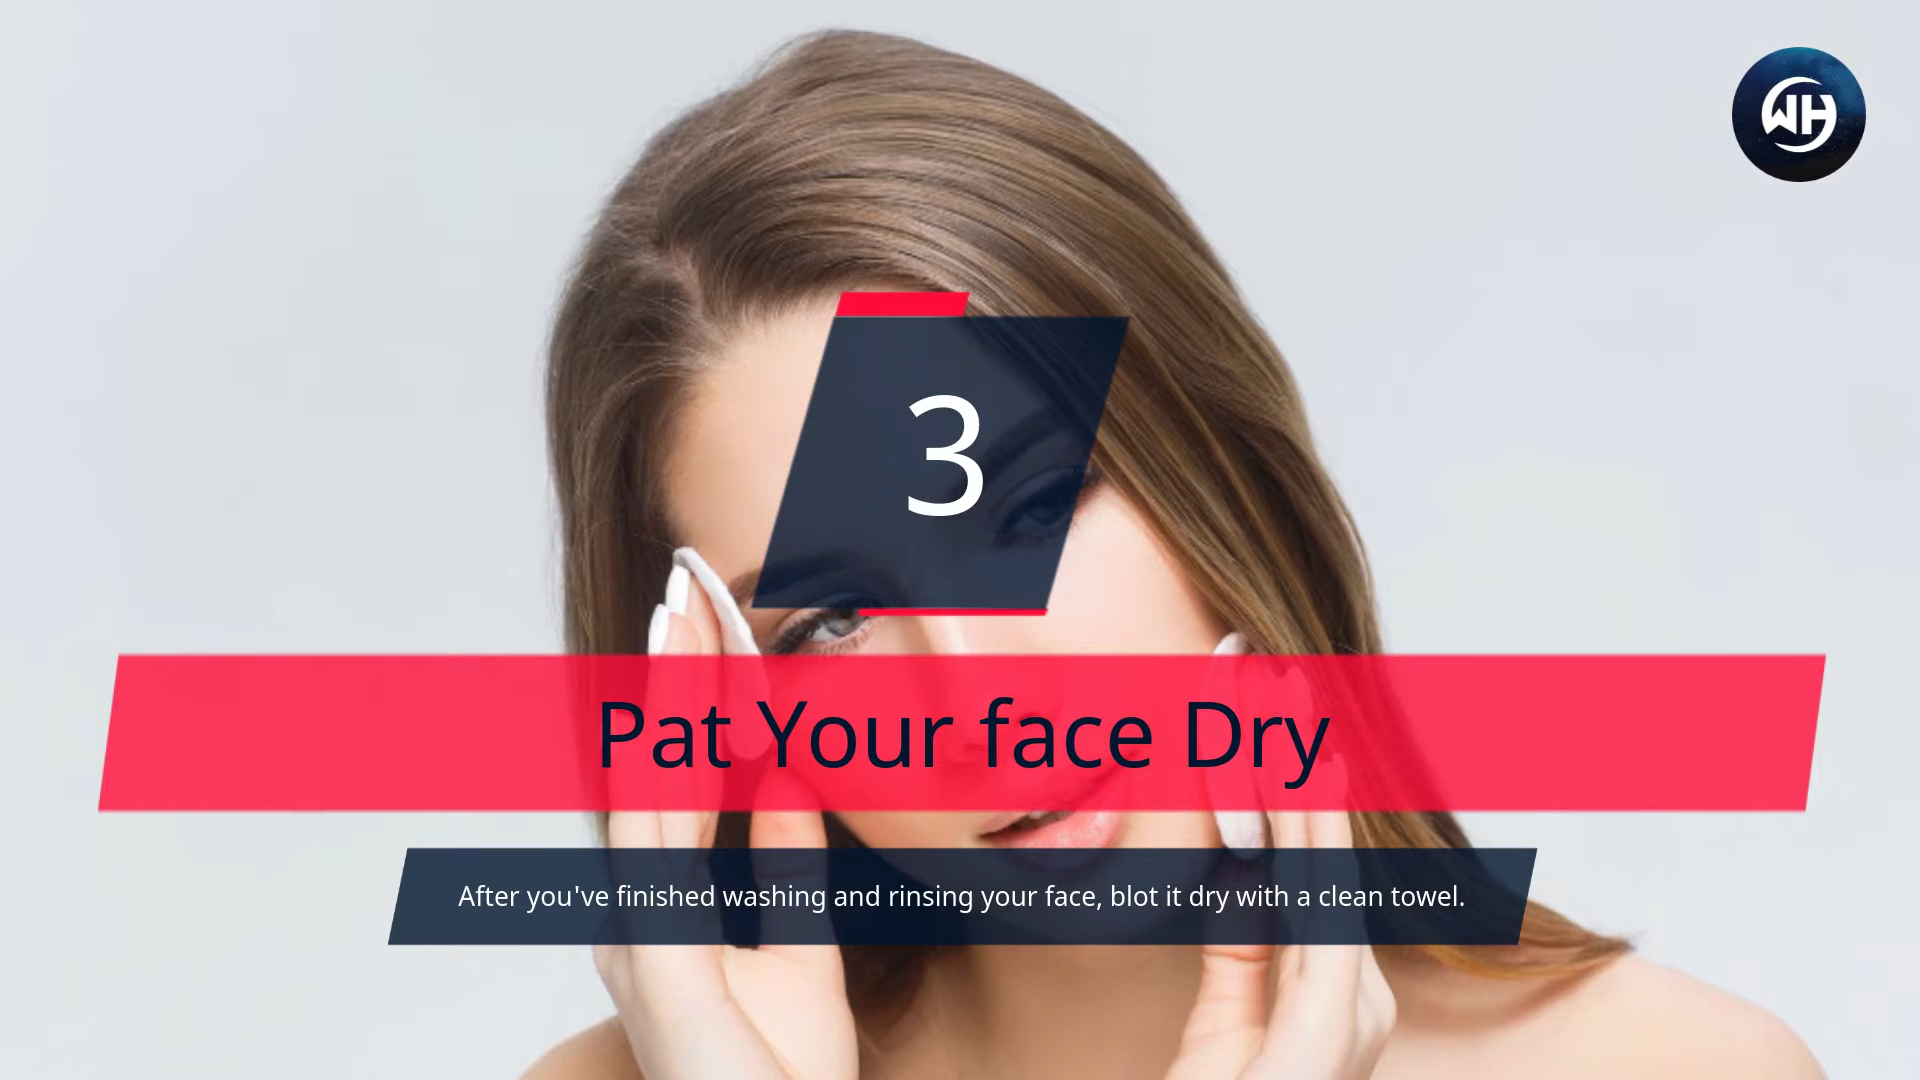 WH
3
Pat Your face Dry
After you've finished washing and rinsing your face, blot it dry with a clean towel.